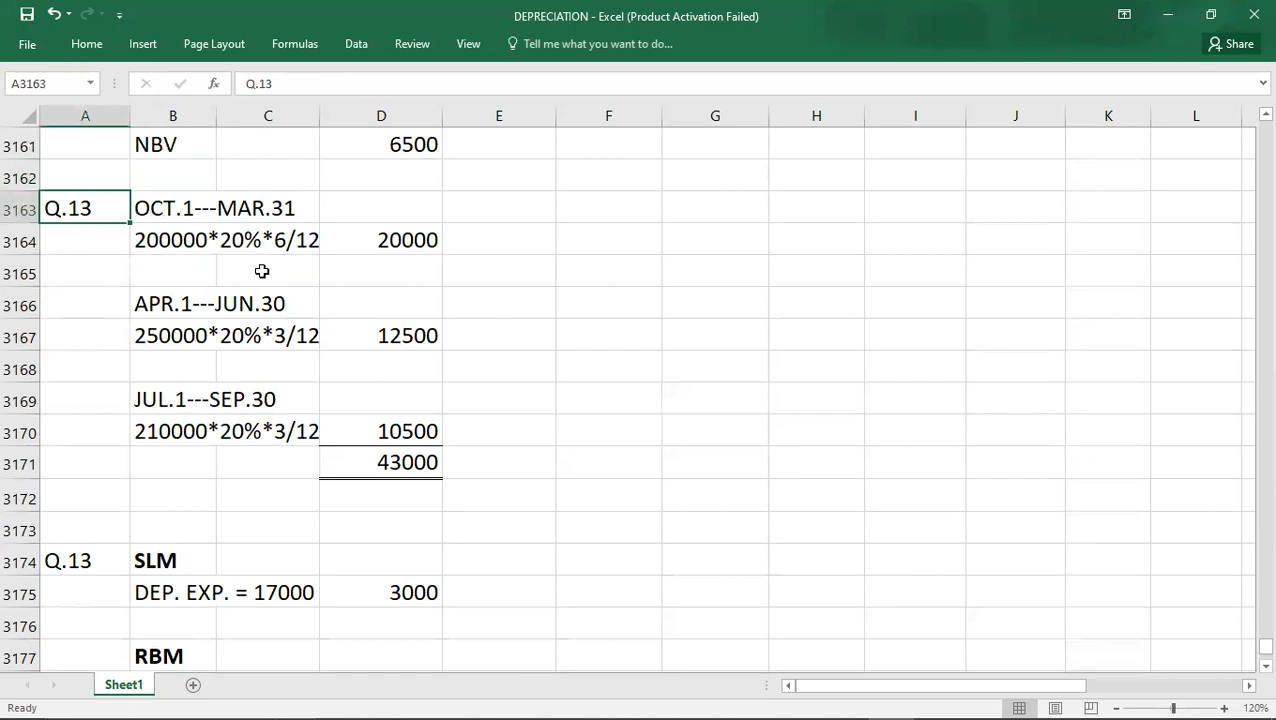 DEPRECIATION - Excel (Product Activation Failed)
File Home Insert Page Layout Formulas Data Review View Tell me what you want to do... Share
A3163 fx Q.13
A B C D E F G H I J K L
3161 NBV 6500
3162
3163 Q.13 OCT.1---MAR.31
3164 200000*20%*6/12 20000
3165
3166 APR.1---JUN.30
3167 250000*20%*3/12 12500
3168
3169 JUL.1---SEP.30
3170 210000*20%*3/12 10500
3171 43000
3172
3173
3174 Q.13 SLM
3175 DEP. EXP. = 17000 3000
3176
3177 RBM
Sheet1
Ready 120%